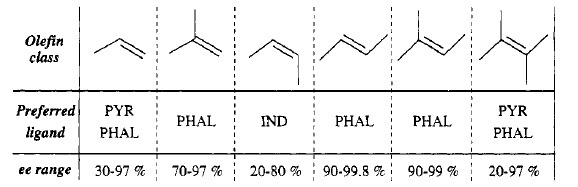 Olefin
class
Preferred
ligand
PYR
PHAL
PHAL
IND
PHAL
PHAL
PYR
PHAL
ee range
30-97 %
70-97 %
20-80 %
90-99.8 %
90-99 %
20-97 %